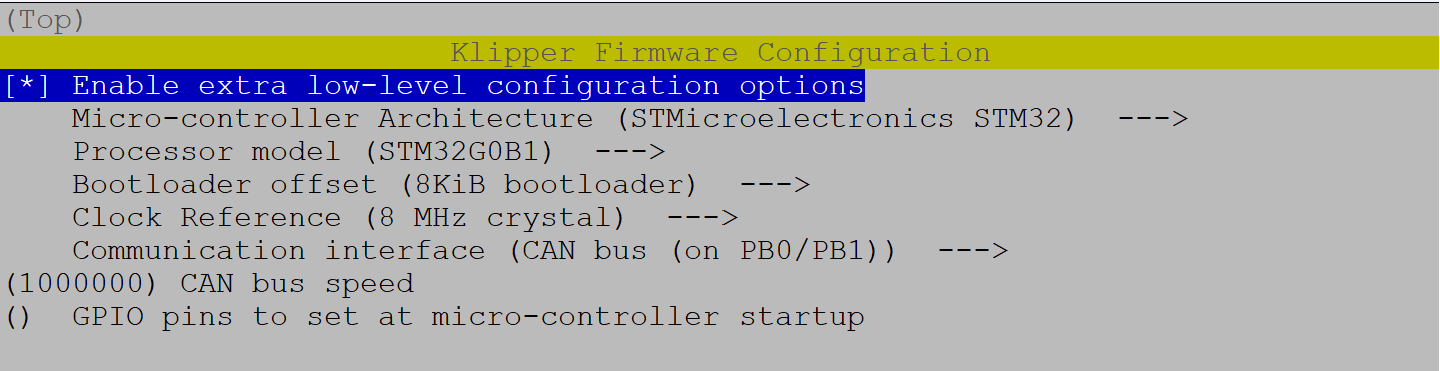 (Top)
Klipper Firmware Configuration
[*] Enable extra low-level configuration options
Micro-controller Architecture (STMicroelectronics STM32)  --->
Processor model (STM32G0B1)  --->
Bootloader offset (8KiB bootloader)  --->
Clock Reference (8 MHz crystal)  --->
Communication interface (CAN bus (on PB0/PB1))  --->
(1000000) CAN bus speed
()  GPIO pins to set at micro-controller startup